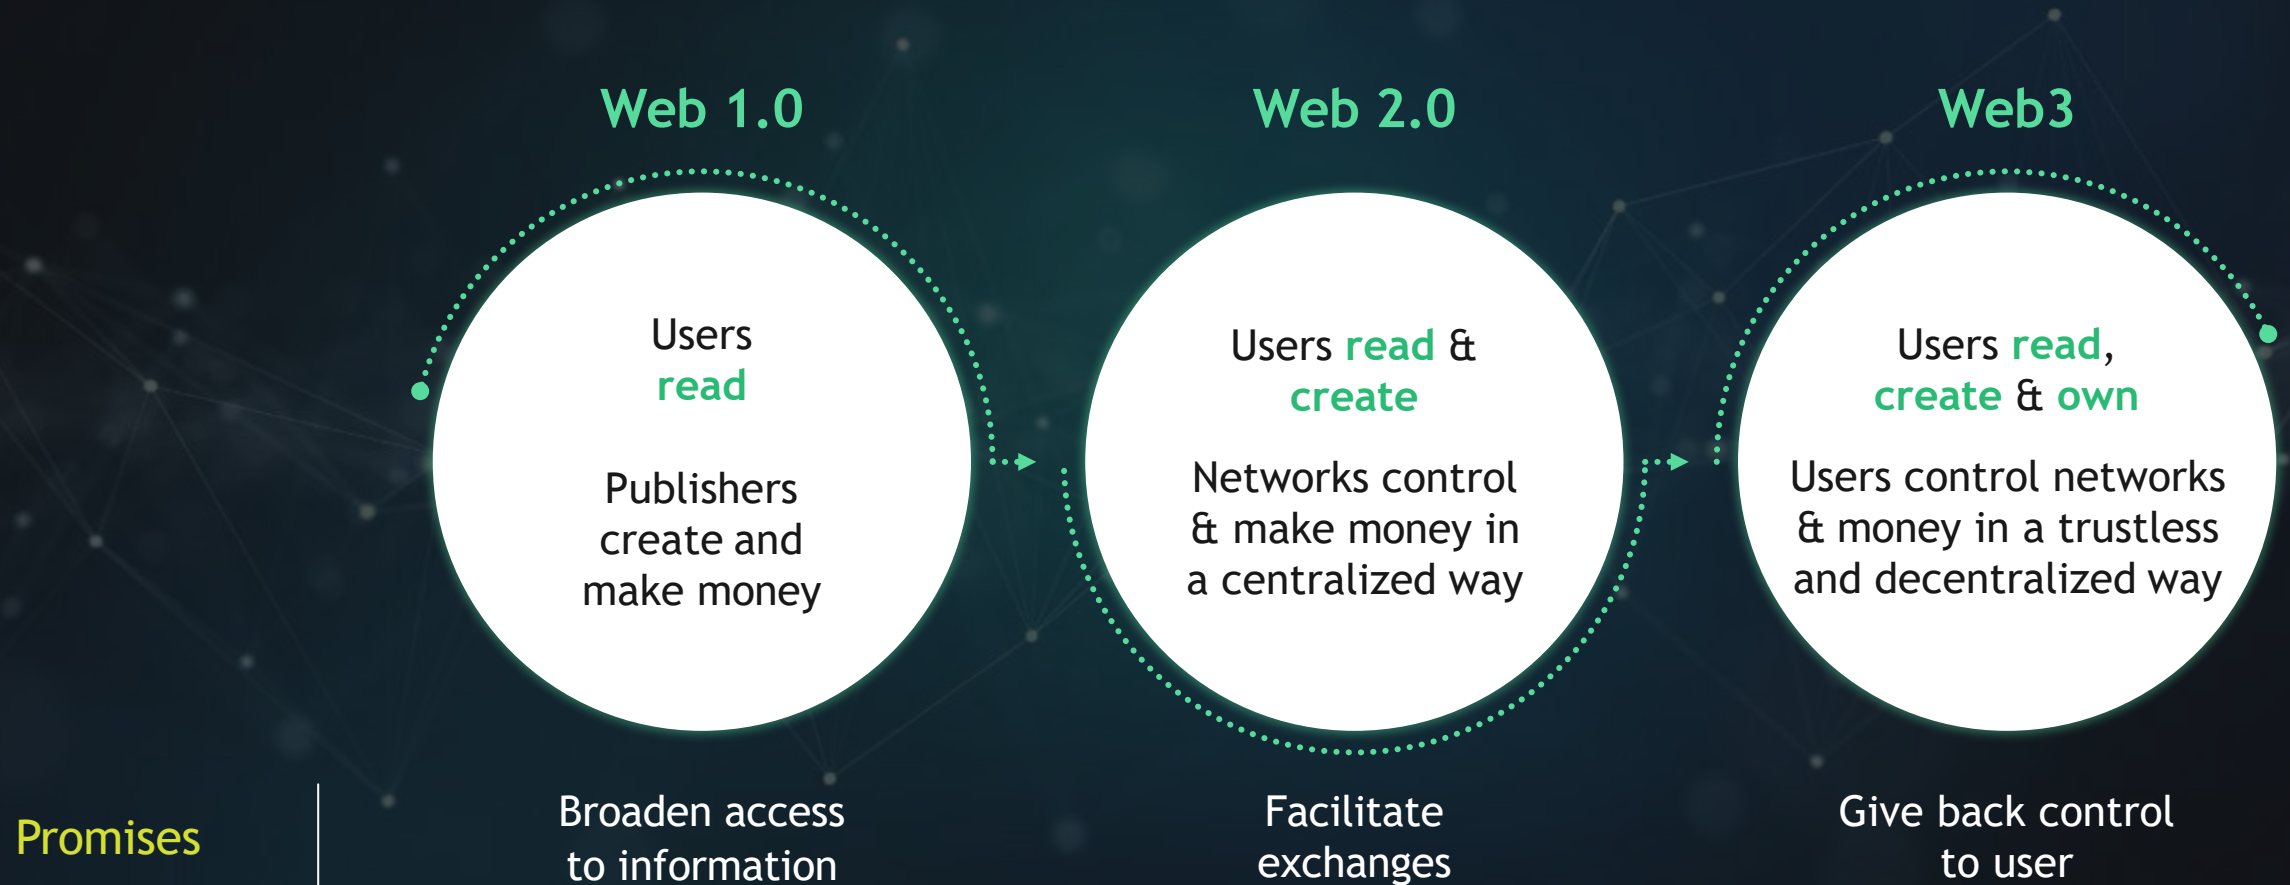 Web 1.0
Web 2.0
Web3
Users
read
Publishers
create and
make money
Users read &
create
Networks control
& make money in
a centralized way
Users read,
create & own
Users control networks
& money in a trustless
and decentralized way
Promises
Broaden access
to information
Facilitate
exchanges
Give back control
to user